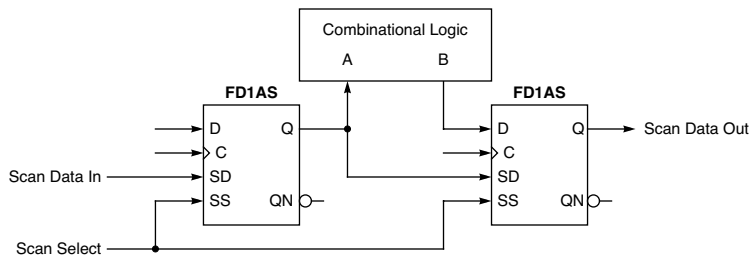 Combinational Logic
A B
FD1AS FD1AS
D Q D Q Scan Data Out
C C
Scan Data In SD SD
SS QN SS QN
Scan Select